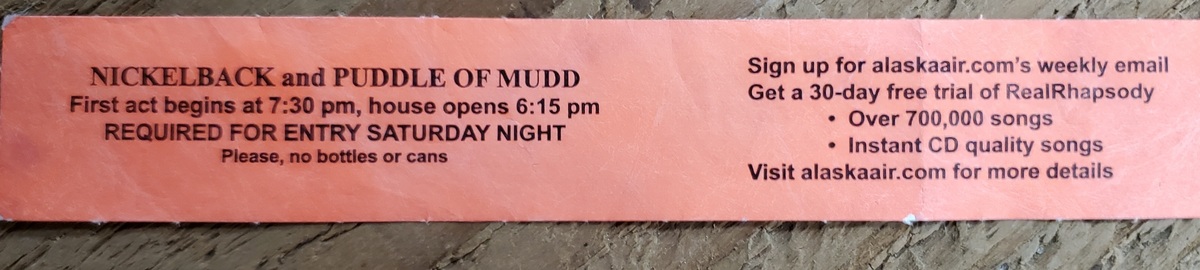 NICKELBACK and PUDDLE OF MUDD
First act begins at 7:30 pm, house opens 6:15 pm
REQUIRED FOR ENTRY SATURDAY NIGHT
Please, no bottles or cans
Sign up for alaskaair.com's weekly email
Get a 30-day free trial of RealRhapsody
• Over 700,000 songs
• Instant CD quality songs
Visit alaskaair.com for more details